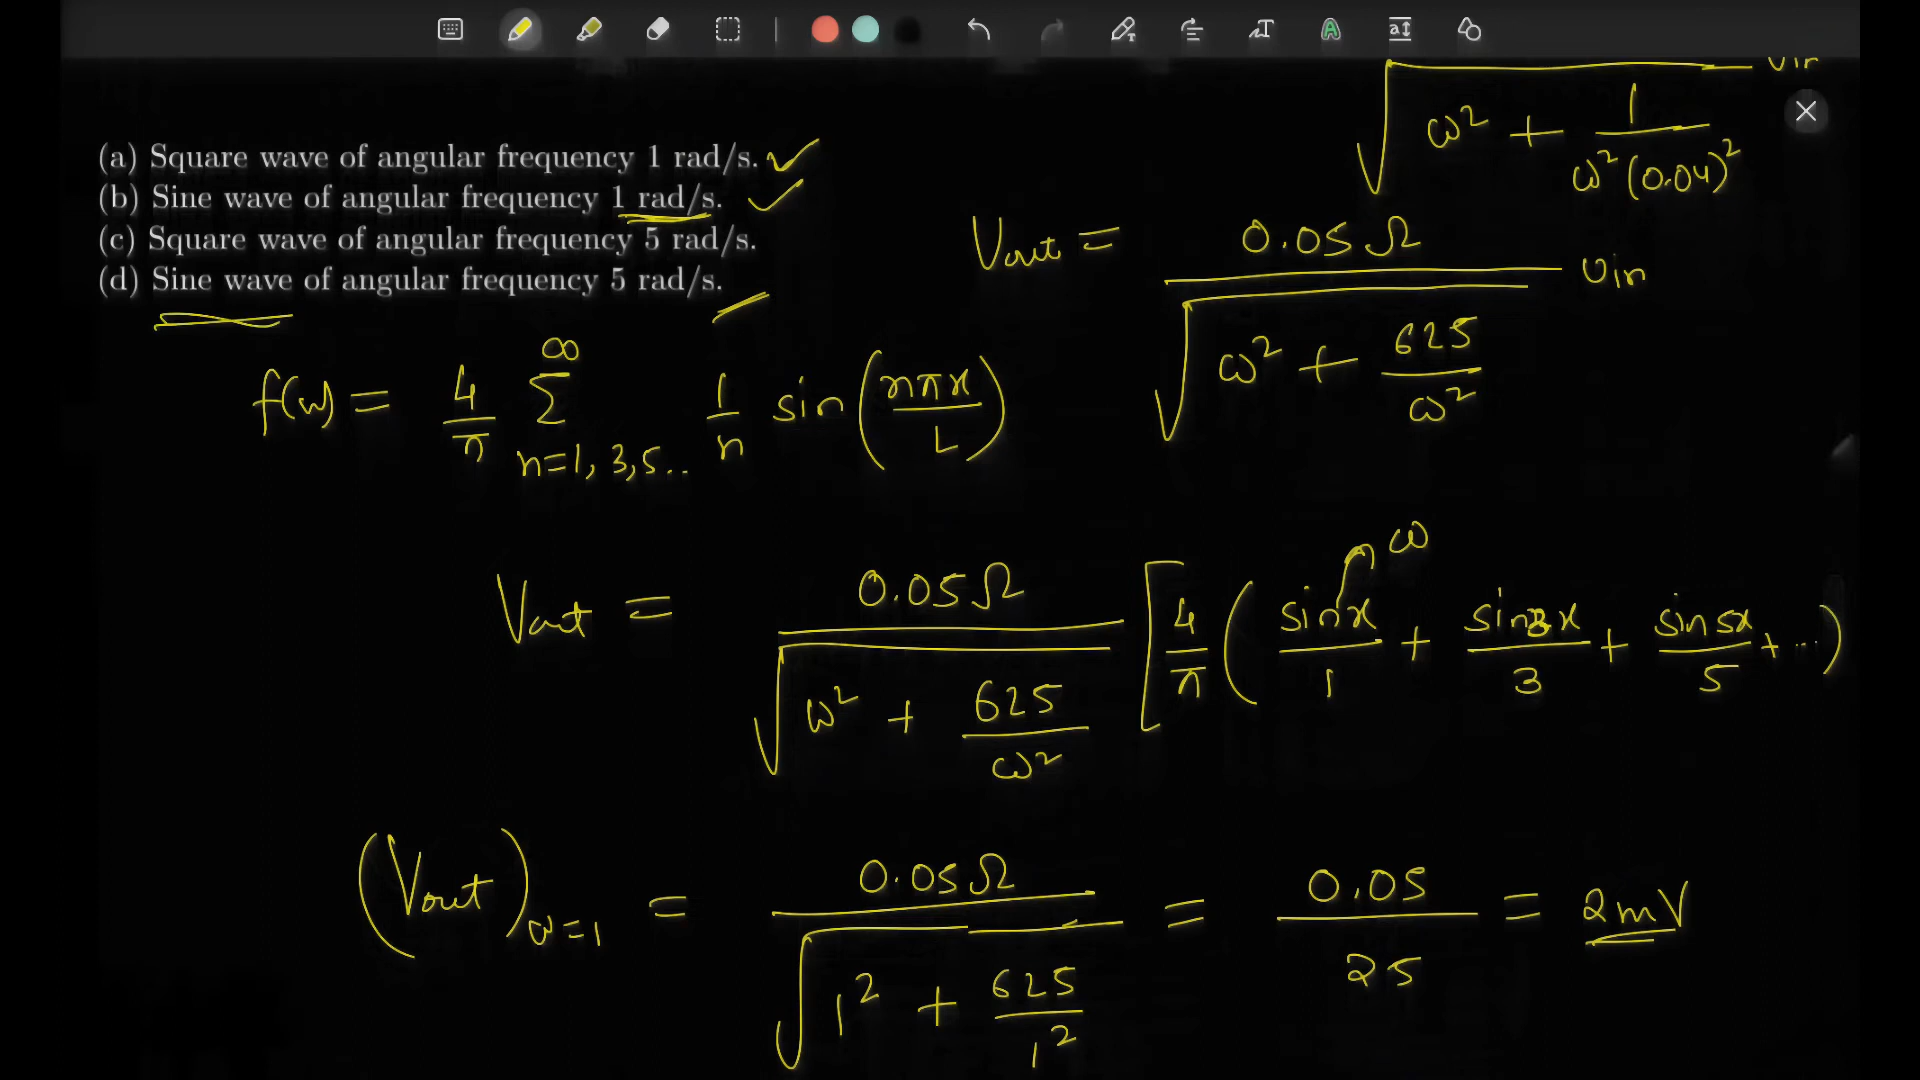 (a) Square wave of angular frequency 1 rad/s.
(b) Sine wave of angular frequency 1 rad/s.
(c) Square wave of angular frequency 5 rad/s.
(d) Sine wave of angular frequency 5 rad/s.
√(ω² + 1/(ω²(0.04)²))
Vout = 0.05Ω / √(ω² + 625/ω²) vin
f(w) = 4/π ∑ n=1,3,5.. ∞ 1/n sin(nπx/L)
Vout = 0.05Ω / √(ω² + 625/ω²) [4/π (sinx/1 + sin3x/3 + sin5x/5 + ...)
ω
(Vout)ω=1 = 0.05Ω / √(1² + 625/1²) = 0.05/25 = 2mV